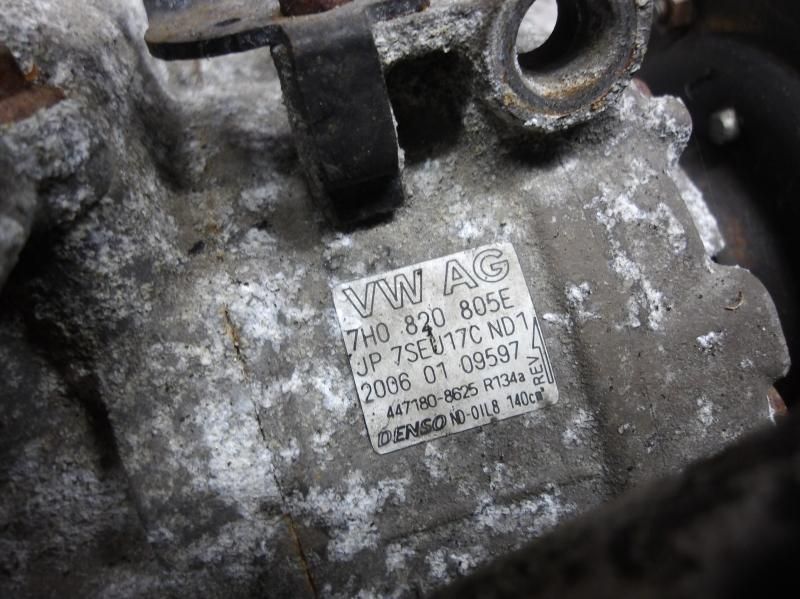 VW AG
7H0 820 805E
JP 7SEU17C ND1
2006 01 09597
447180-8625 R134a REV
DENSO ND-OIL8 140cm³